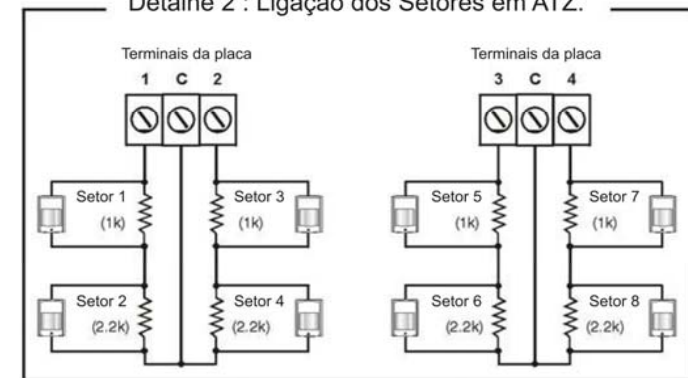 Detalhe 2 : Ligação dos Setores em ATZ.
Terminais da placa
1 C 2
Setor 1
(1k)
Setor 3
(1k)
Setor 2
(2.2k)
Setor 4
(2.2k)
Terminais da placa
3 C 4
Setor 5
(1k)
Setor 7
(1k)
Setor 6
(2.2k)
Setor 8
(2.2k)